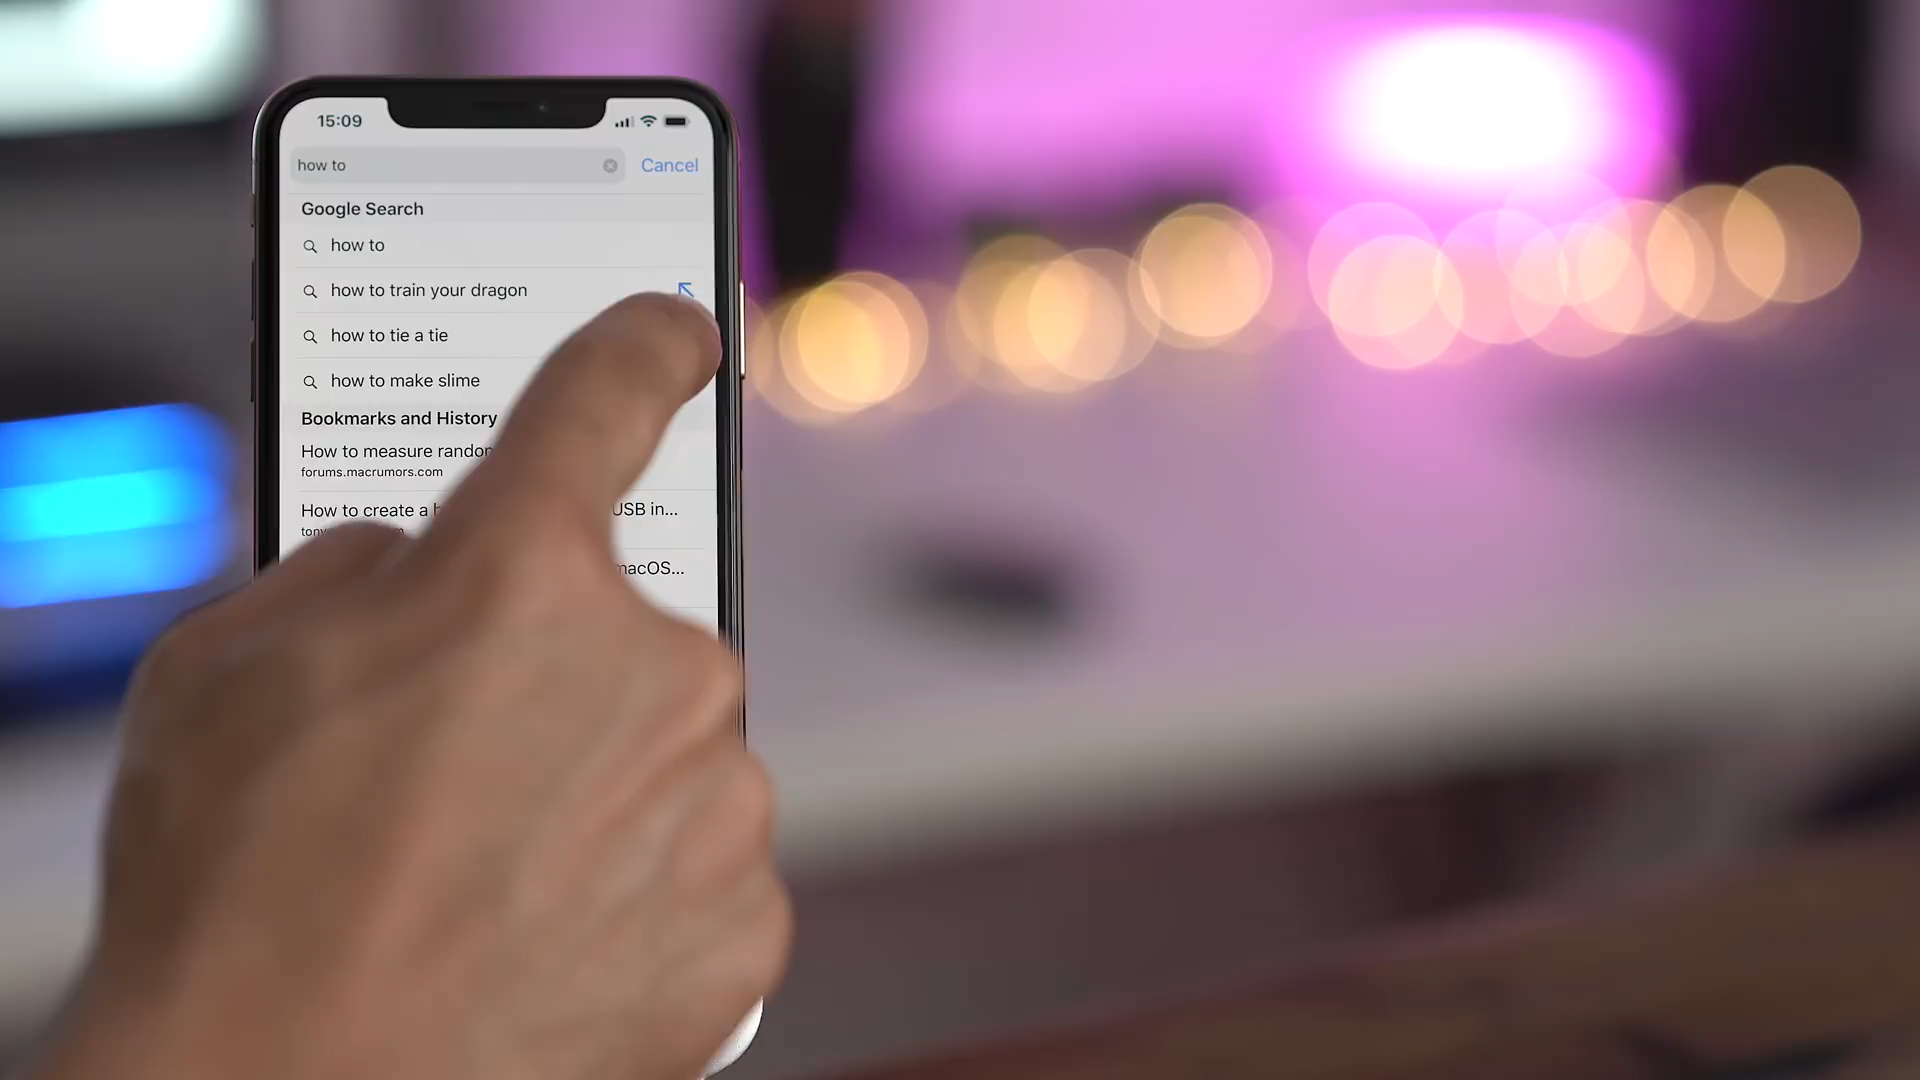 15:09
how to
Cancel
Google Search
how to
how to train your dragon
how to tie a tie
how to make slime
Bookmarks and History
How to measure
forums.macrumors.com
How to create a USB in...
macOS...